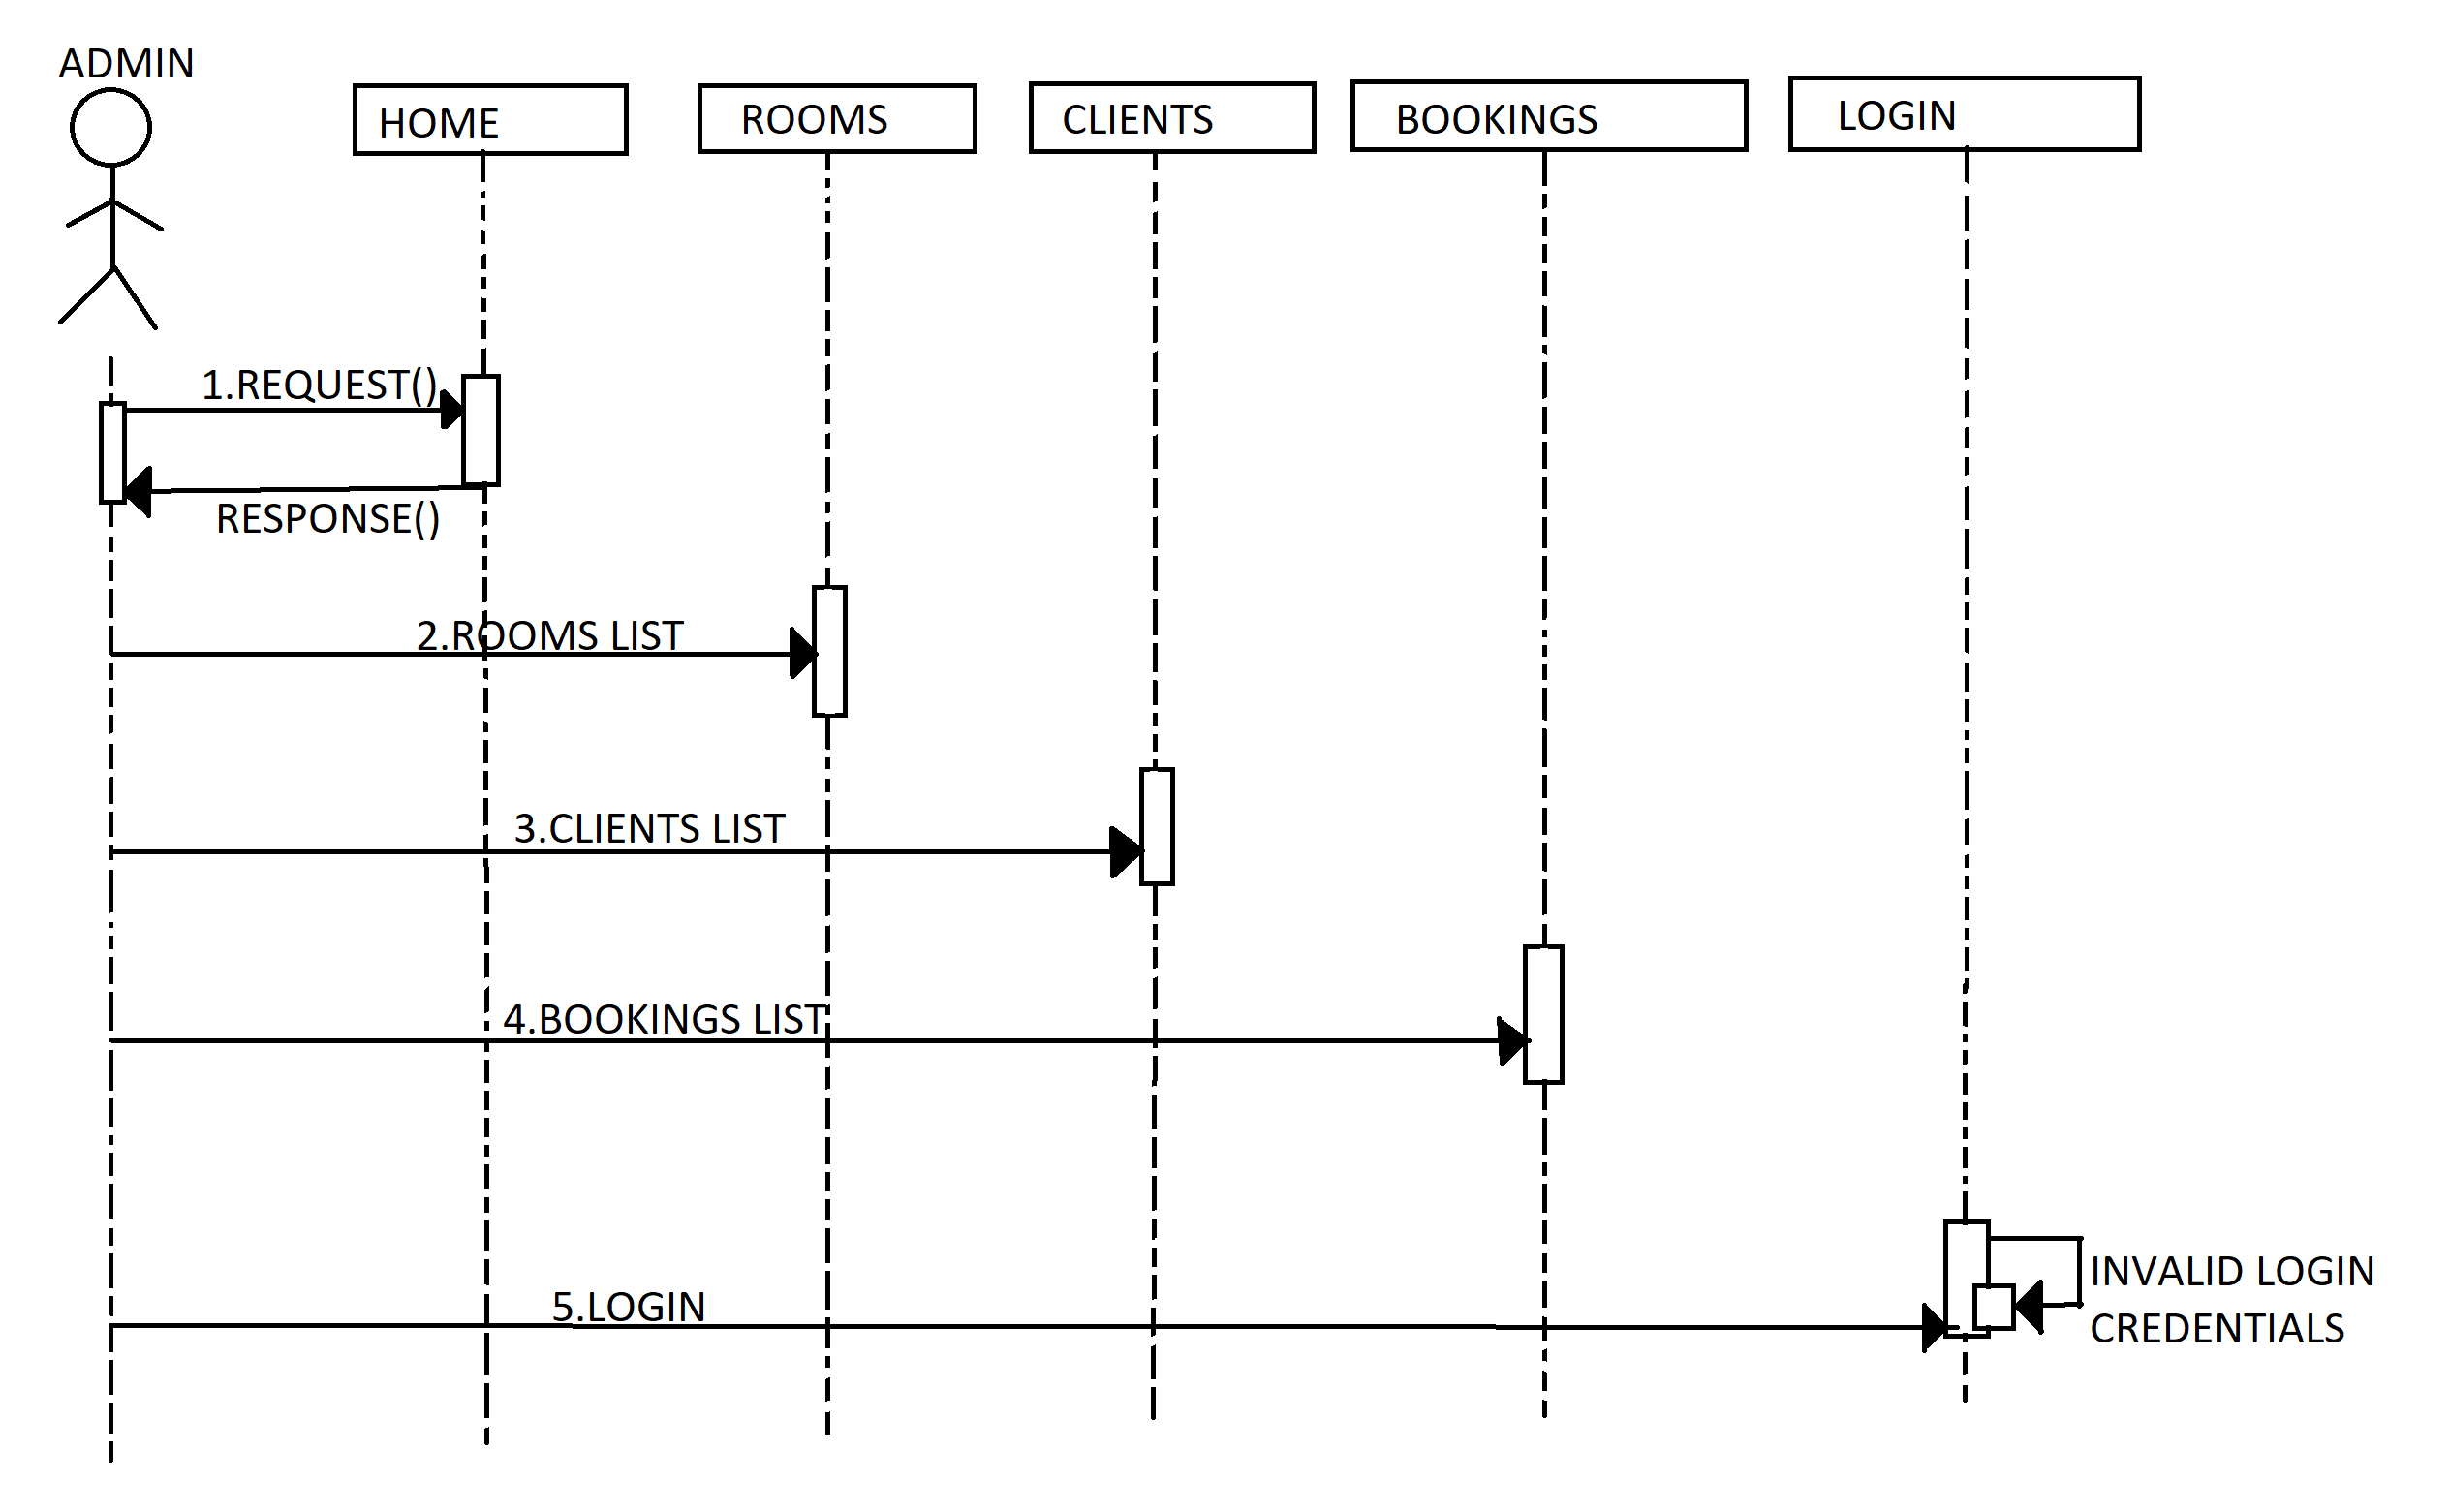 ADMIN
HOME
ROOMS
CLIENTS
BOOKINGS
LOGIN
1.REQUEST()
RESPONSE()
2.ROOMS LIST
3.CLIENTS LIST
4.BOOKINGS LIST
5.LOGIN
INVALID LOGIN
CREDENTIALS